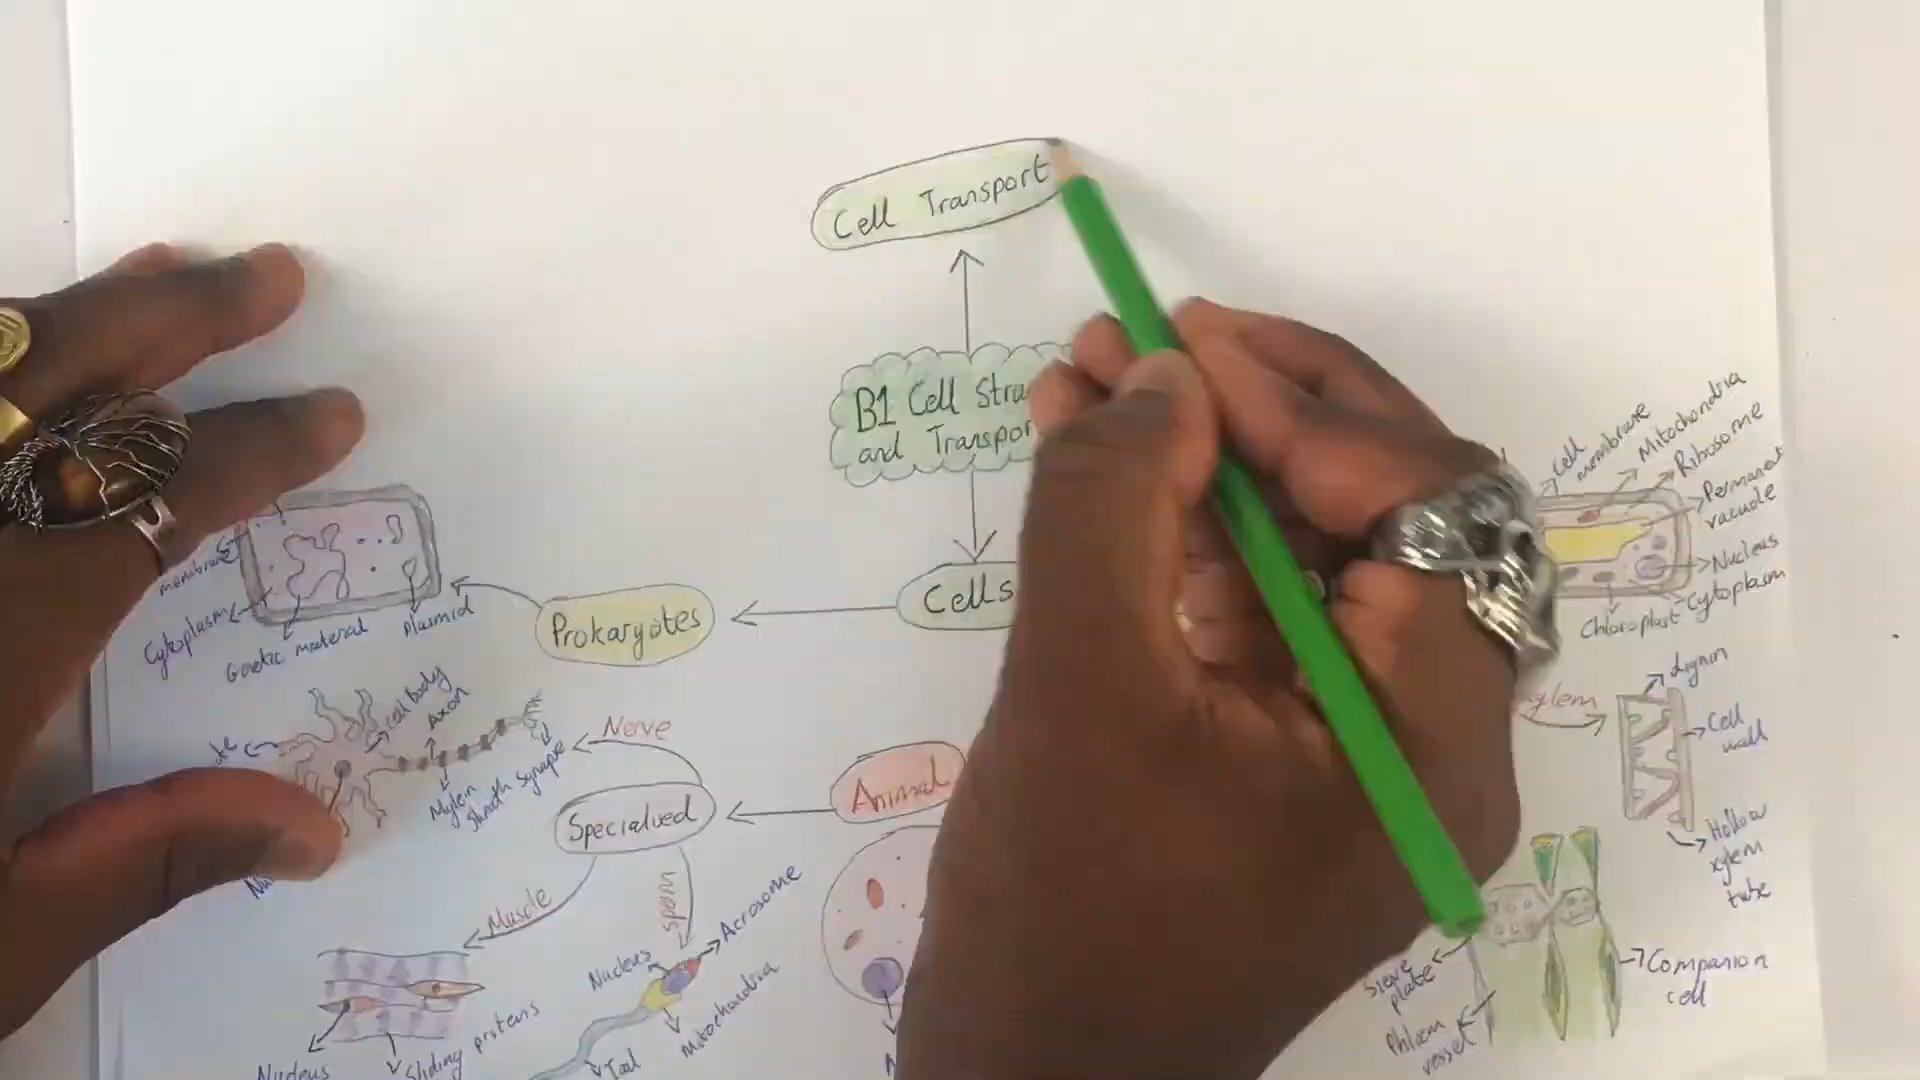 Cell Transport
B1 Cell Stru
and Transpor
Cells
Prokaryotes
membrane
Cytoplasm
Genetic material
Plasmid
Cell
membrane
Mitochondria
Ribosome
Permanent
vacuole
Nucleus
Cytoplasm
Chloroplast
cell body
Axon
Mylein
Sheath
Synapse
Nerve
Specialised
Animal
Muscle
Sperm
Nucleus
Acrosome
Mitochondria
Tail
Nucleus
Sliding
proteins
ylem
Lignin
Cell
wall
Hollow
xylem
tube
Sieve
plate
Phloem
vessel
Companion
cell